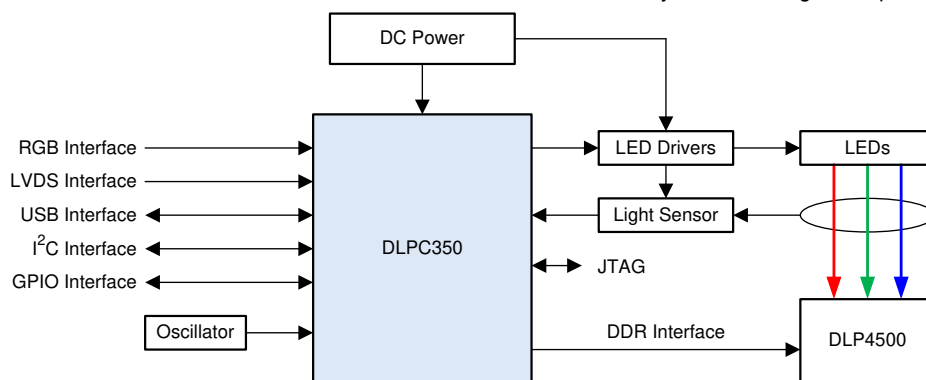 DC Power
RGB Interface
LED Drivers
LEDs
LVDS Interface
USB Interface
Light Sensor
I²C Interface
DLPC350
JTAG
GPIO Interface
Oscillator
DDR Interface
DLP4500